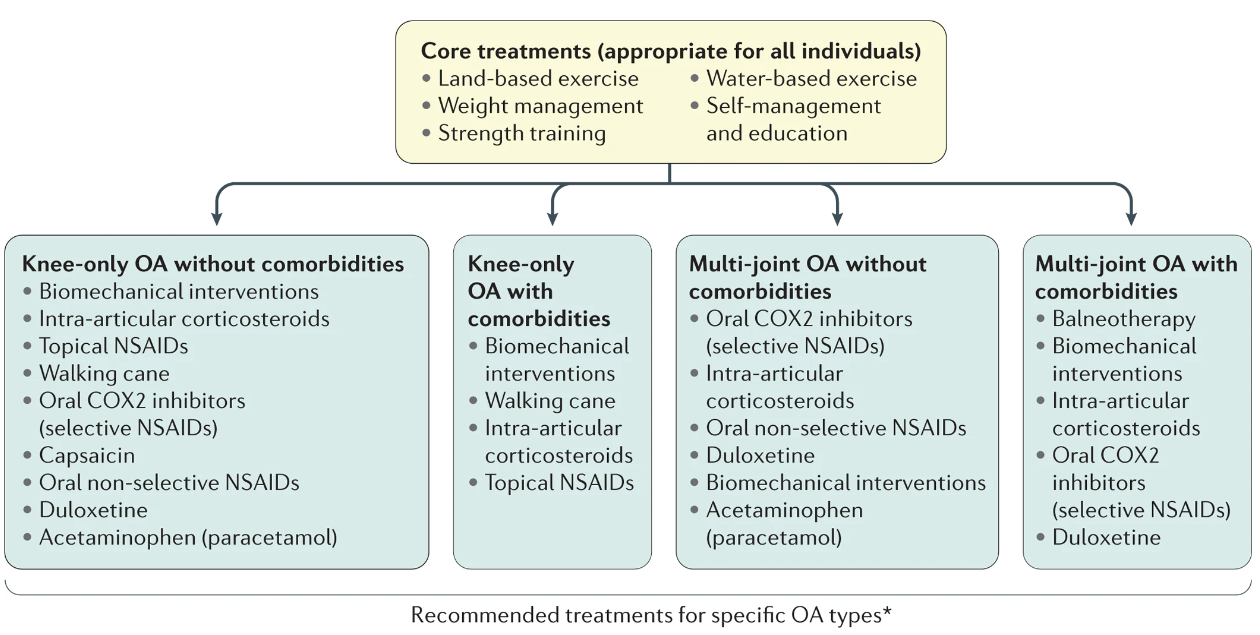 Core treatments (appropriate for all individuals)
• Land-based exercise
• Weight management
• Strength training
• Water-based exercise
• Self-management
and education
Knee-only OA without comorbidities
• Biomechanical interventions
• Intra-articular corticosteroids
• Topical NSAIDs
• Walking cane
• Oral COX2 inhibitors
(selective NSAIDs)
• Capsaicin
• Oral non-selective NSAIDs
• Duloxetine
• Acetaminophen (paracetamol)
Knee-only
OA with
comorbidities
• Biomechanical
interventions
• Walking cane
• Intra-articular
corticosteroids
• Topical NSAIDs
Multi-joint OA without
comorbidities
• Oral COX2 inhibitors
(selective NSAIDs)
• Intra-articular
corticosteroids
• Oral non-selective NSAIDs
• Duloxetine
• Biomechanical interventions
• Acetaminophen
(paracetamol)
Multi-joint OA with
comorbidities
• Balneotherapy
• Biomechanical
interventions
• Intra-articular
corticosteroids
• Oral COX2
inhibitors
(selective NSAIDs)
• Duloxetine
Recommended treatments for specific OA types*